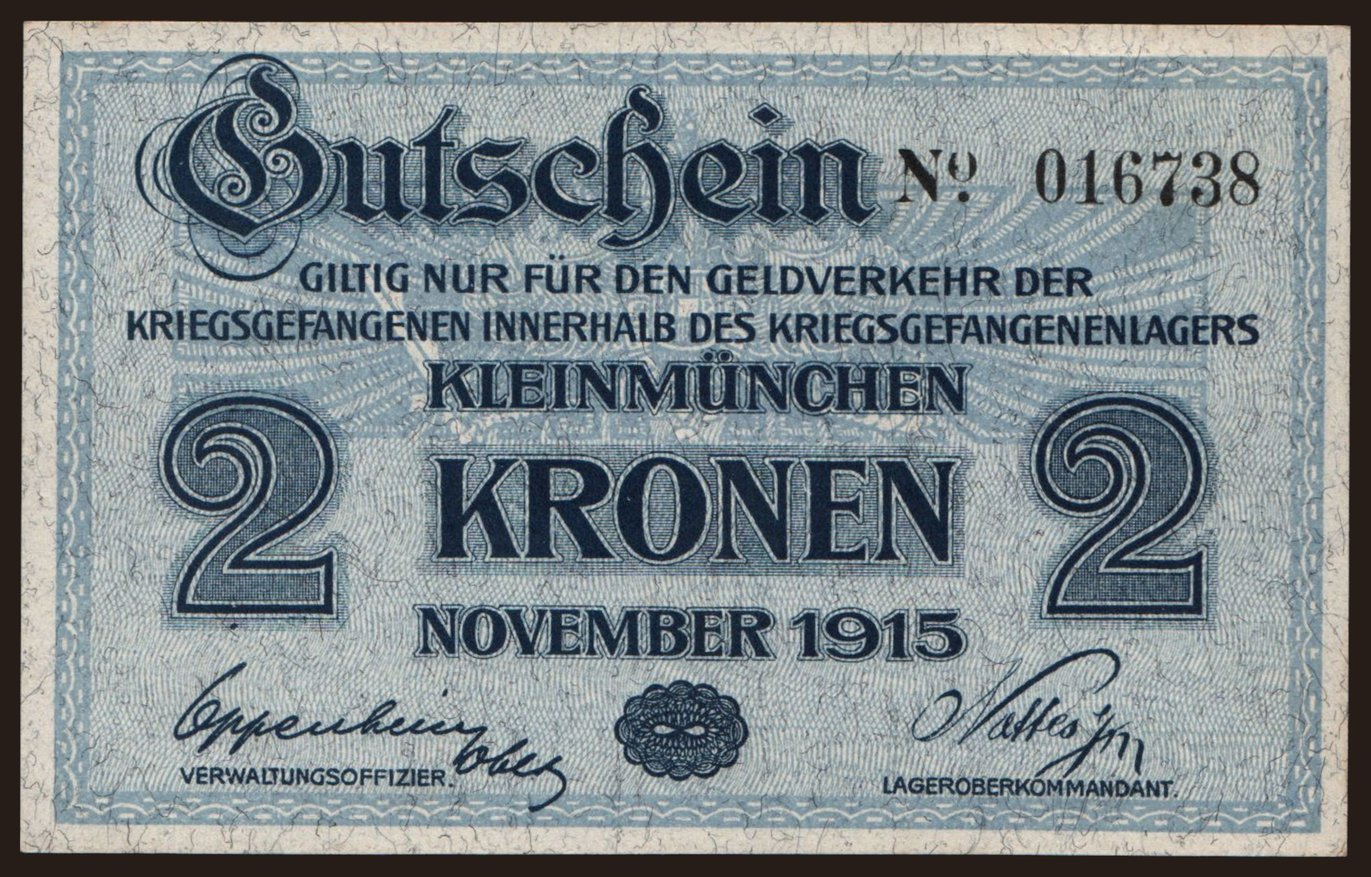 Gutschein Nº 016738
GILTIG NUR FÜR DEN GELDVERKEHR DER
KRIEGSGEFANGENEN INNERHALB DES KRIEGSGEFANGENENLAGERS
KLEINMÜNCHEN
2 KRONEN 2
NOVEMBER 1915
Oppenheim
VERWALTUNGSOFFIZIER. LAGEROBERKOMMANDANT.